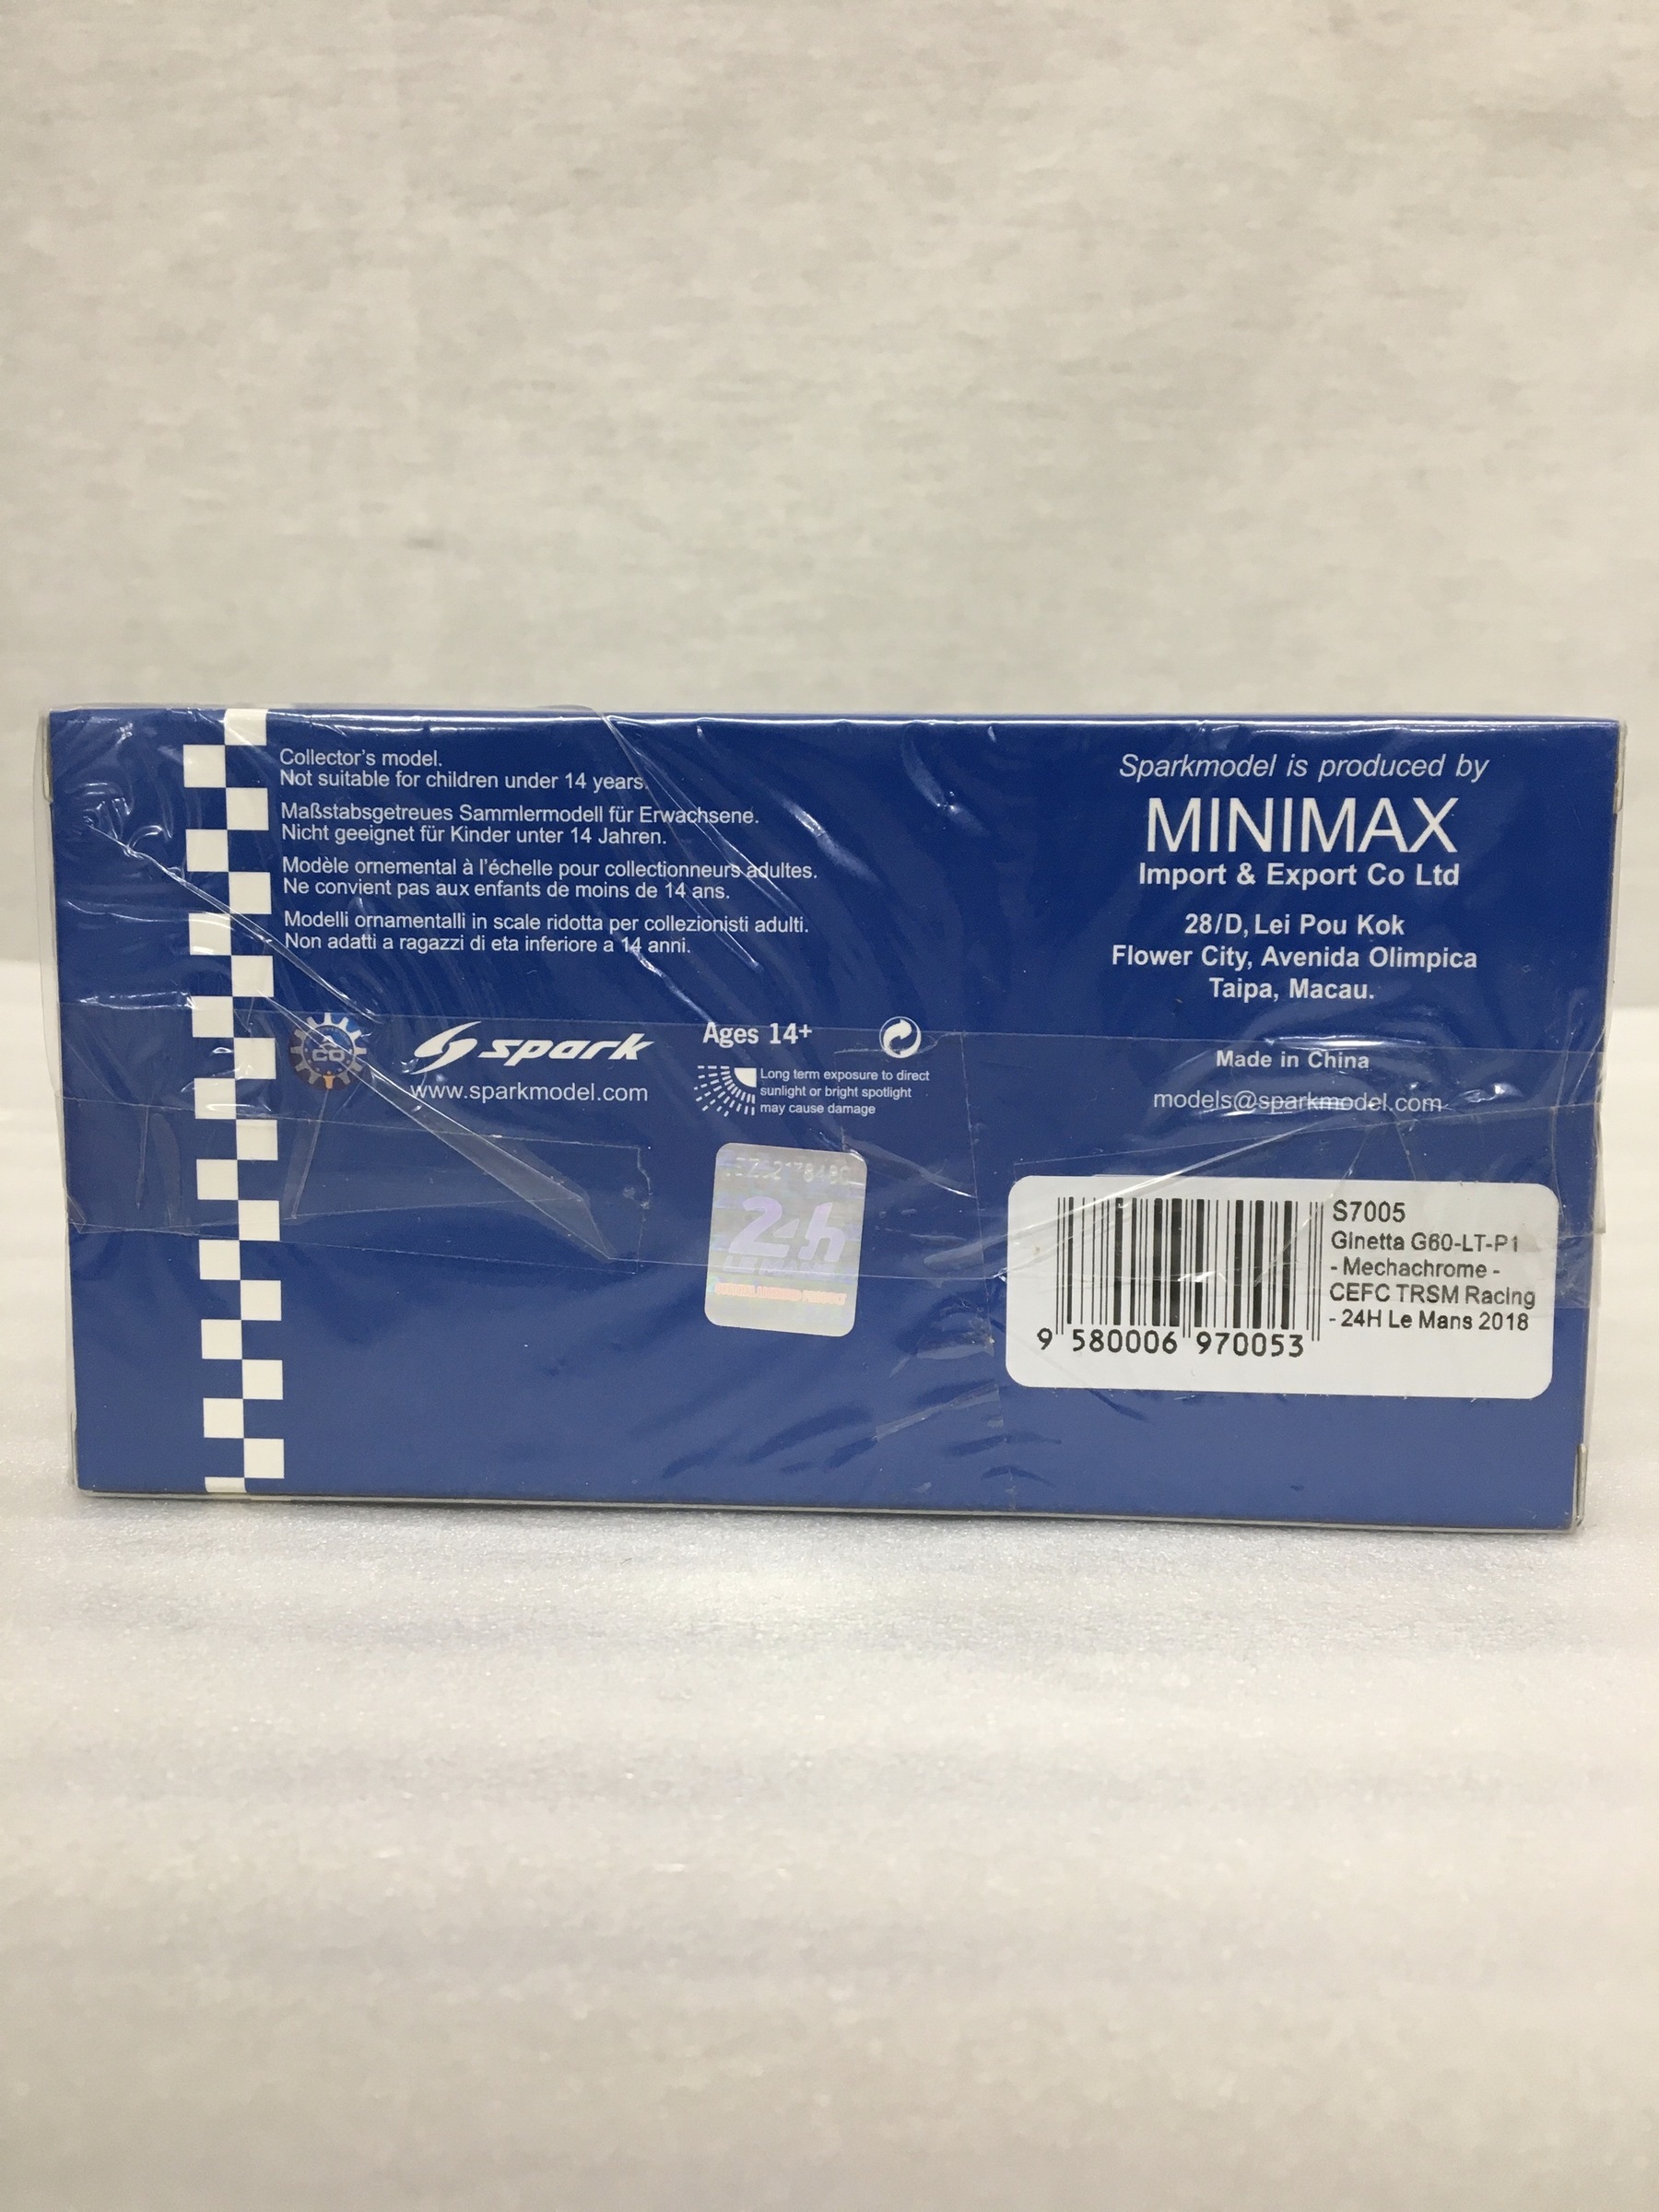 Collector's model.
Not suitable for children under 14 years.
Maßstabsgetreues Sammlermodell für Erwachsene.
Nicht geeignet für Kinder unter 14 Jahren.
Modèle ornemental à l'échelle pour collectionneurs adultes.
Ne convient pas aux enfants de moins de 14 ans.
Modelli ornamentalli in scale ridotta per collezionisti adulti.
Non adatti a ragazzi di eta inferiore a 14 anni.
spark
www.sparkmodel.com
Ages 14+
Long term exposure to direct
sunlight or bright spotlight
may cause damage
24h
LE MANS
Sparkmodel is produced by
MINIMAX
Import & Export Co Ltd
28/D, Lei Pou Kok
Flower City, Avenida Olimpica
Taipa, Macau.
Made in China
models@sparkmodel.com
S7005
Ginetta G60-LT-P1
- Mechachrome -
CEFC TRSM Racing
- 24H Le Mans 2018
9 580006 970053